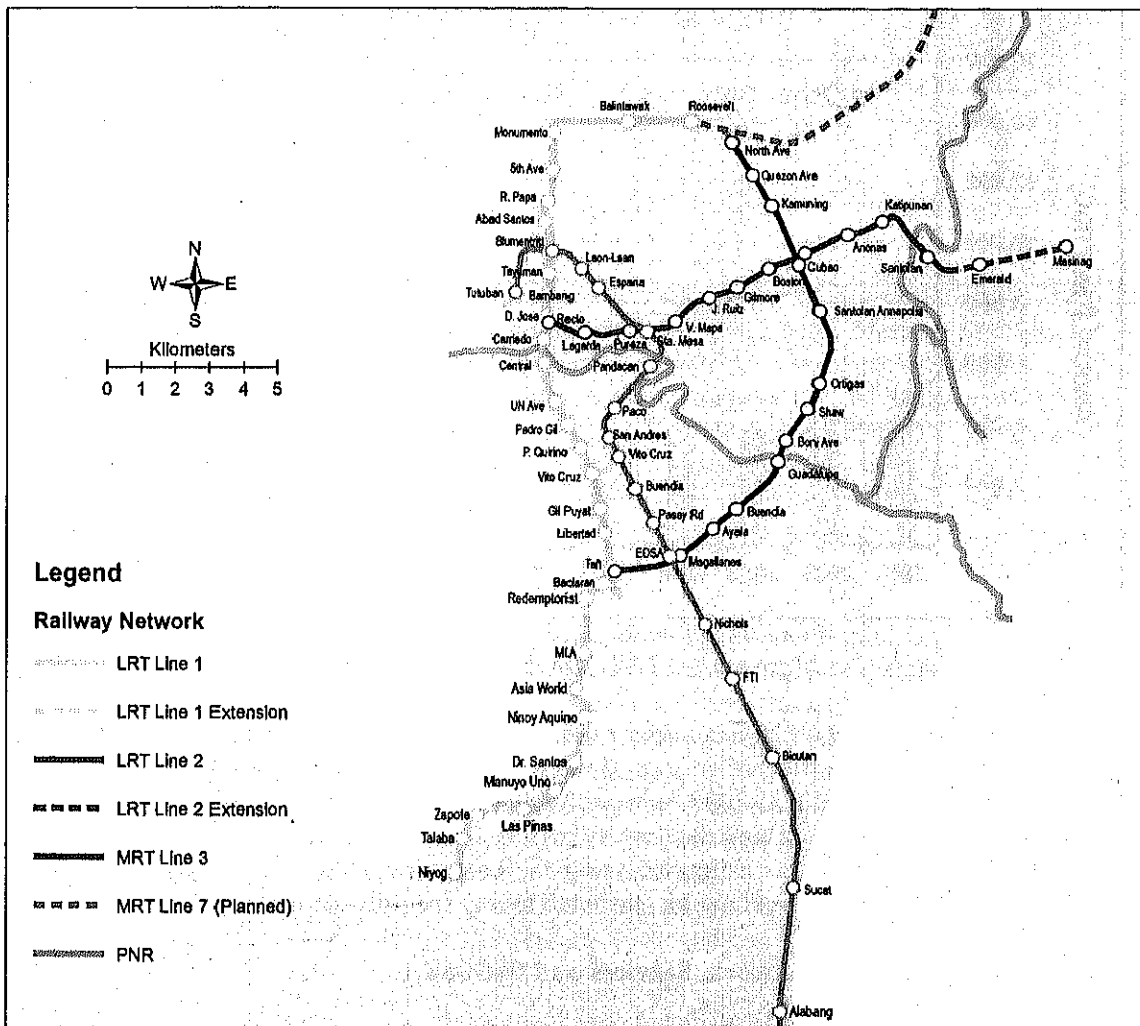 Balintawak
Roosevelt
Monumento
North Ave
5th Ave
Quezon Ave
R. Papa
Kamuning
Abad Santos
Katipunan
Blumentritt
Anonas
Laon-Laan
Cubao
Santolan
Masinag
Tayuman
Boston
Emerald
Espana
Gilmore
Tutuban
Bambang
J. Ruiz
Santolan Annapolis
D. Jose
Recto
V. Mapa
Legarda
Pureza
Sta. Mesa
Carriedo
Central
Pandacan
Ortigas
UN Ave
Paco
Shaw
Pedro Gil
San Andres
Bony Ave
P. Quirino
Vito Cruz
Guadalupe
Vito Cruz
Buendia
Gil Puyat
Pasay Rd
Buendia
Libertad
Ayala
EDSA
Magallanes
Taft
Baclaran
Redemptorist
Nichols
MIA
FTI
Asia World
Ninoy Aquino
Bicutan
Dr. Santos
Manuyo Uno
Zapote
Las Pinas
Talaba
Niyog
Sucat
Alabang
N
W
E
S
Kilometers
0 1 2 3 4 5
Legend
Railway Network
LRT Line 1
LRT Line 1 Extension
LRT Line 2
LRT Line 2 Extension
MRT Line 3
MRT Line 7 (Planned)
PNR